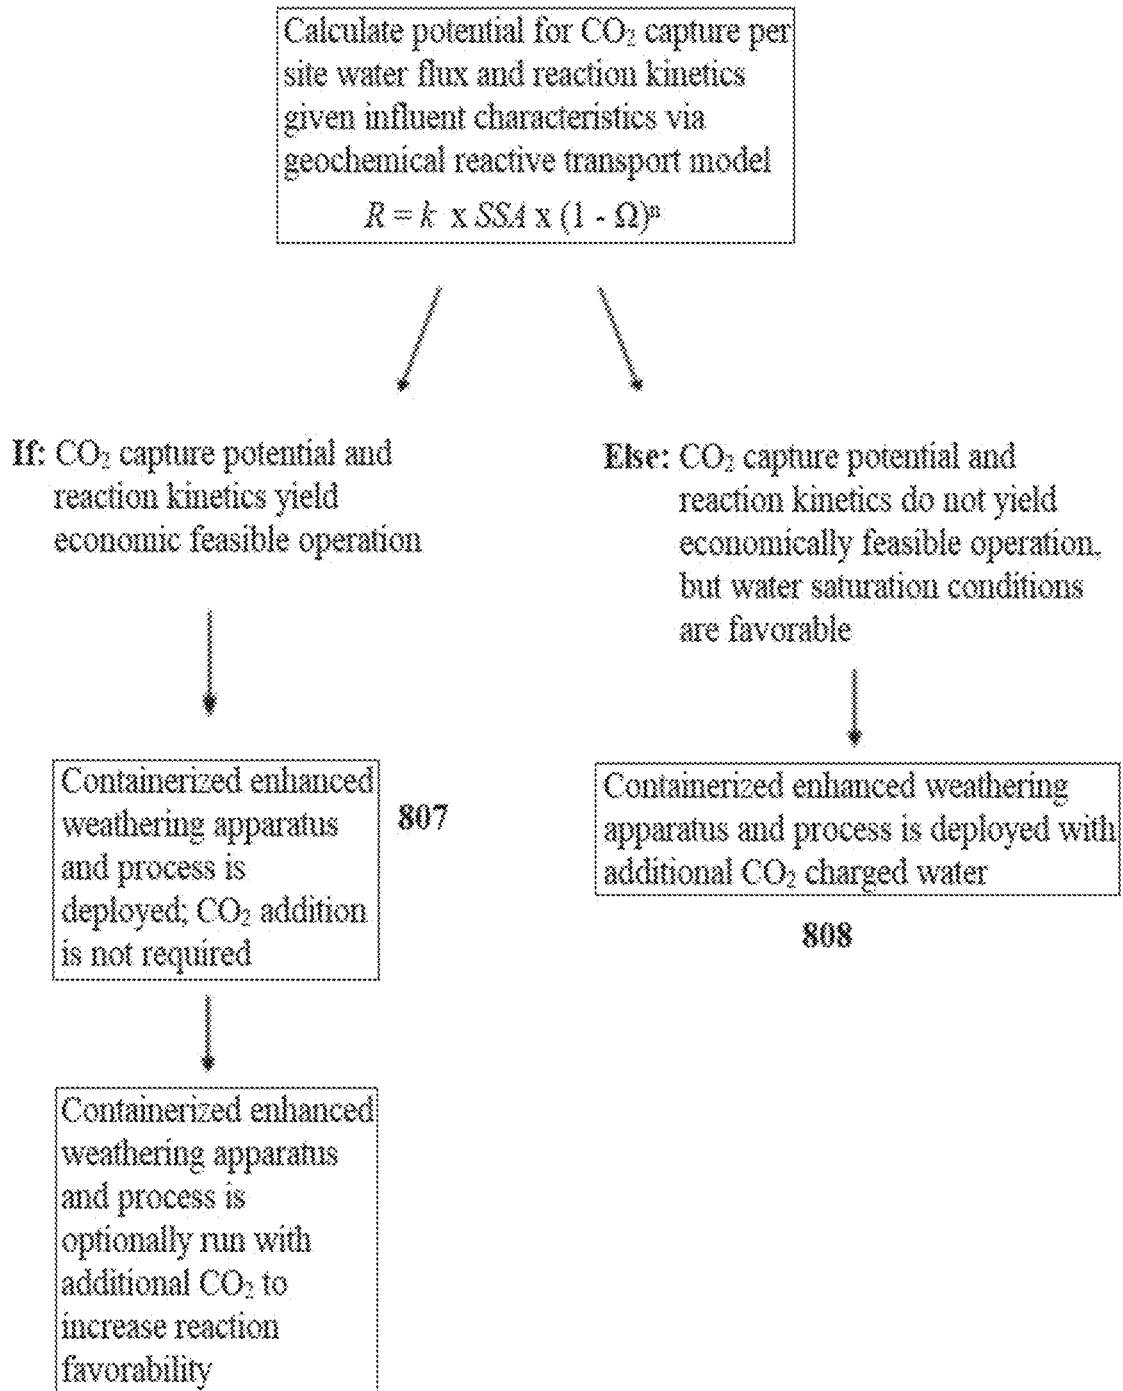 Calculate potential for CO₂ capture per
site water flux and reaction kinetics
given influent characteristics via
geochemical reactive transport model
R = k x SSA x (1 - Ω)ⁿ
If: CO₂ capture potential and
reaction kinetics yield
economic feasible operation
Else: CO₂ capture potential and
reaction kinetics do not yield
economically feasible operation,
but water saturation conditions
are favorable
Containerized enhanced
weathering apparatus
and process is
deployed; CO₂ addition
is not required
807
Containerized enhanced weathering
apparatus and process is deployed with
additional CO₂ charged water
808
Containerized enhanced
weathering apparatus
and process is
optionally run with
additional CO₂ to
increase reaction
favorability